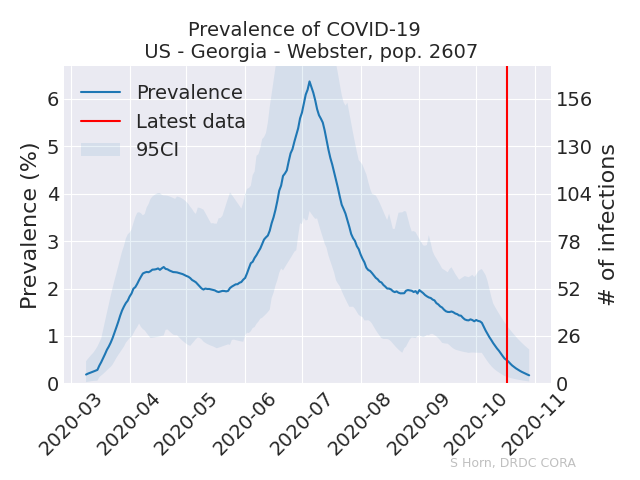 Prevalence of COVID-19
US - Georgia - Webster, pop. 2607
Prevalence
Latest data
95CI
Prevalence (%)
6
5
4
3
2
1
0
156
130
104
78
52
26
0
# of infections
2020-03
2020-04
2020-05
2020-06
2020-07
2020-08
2020-09
2020-10
2020-11
S Horn, DRDC CORA